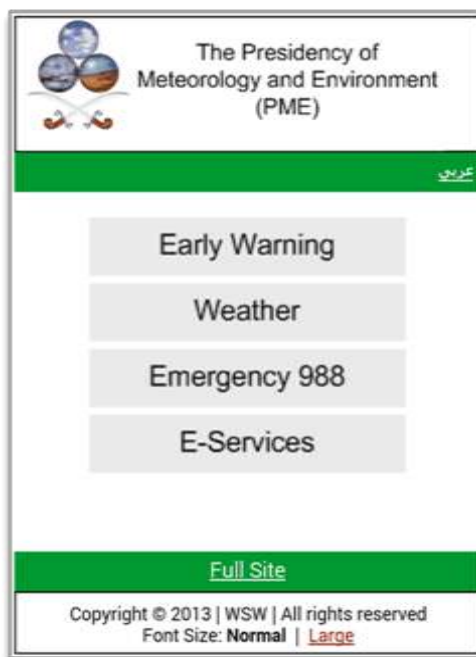 The Presidency of
Meteorology and Environment
(PME)
عربي
Early Warning
Weather
Emergency 988
E-Services
Full Site
Copyright © 2013 | WSW | All rights reserved
Font Size: Normal | Large